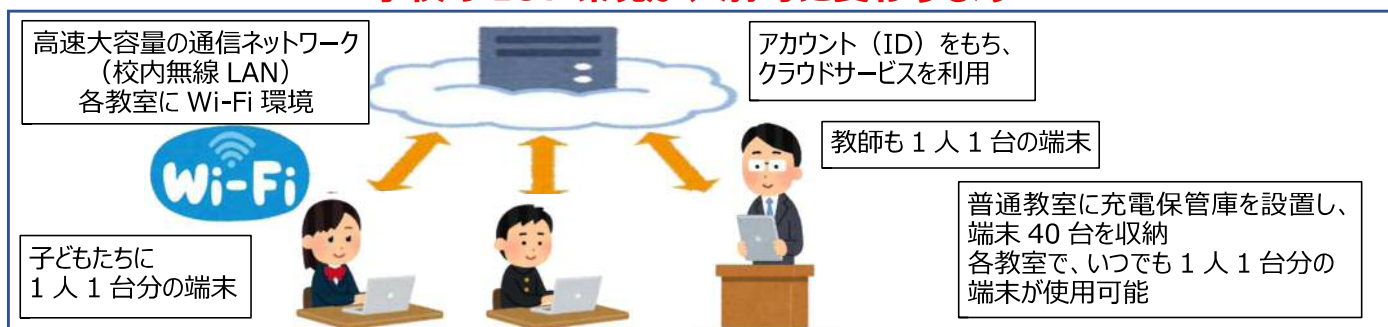 高速大容量の通信ネットワーク
（校内無線 LAN）
各教室に Wi-Fi 環境
アカウント（ID）をもち、
クラウドサービスを利用
Wi-Fi
教師も 1 人 1 台の端末
子どもたちに
1 人 1 台分の端末
普通教室に充電保管庫を設置し、
端末 40 台を収納
各教室で、いつでも 1 人 1 台分の
端末が使用可能